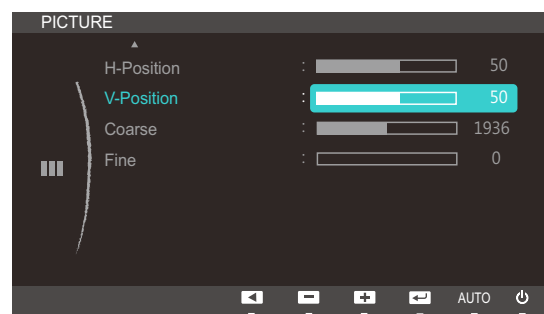 PICTURE
H-Position : 50
V-Position : 50
Coarse : 1936
Fine : 0
AUTO